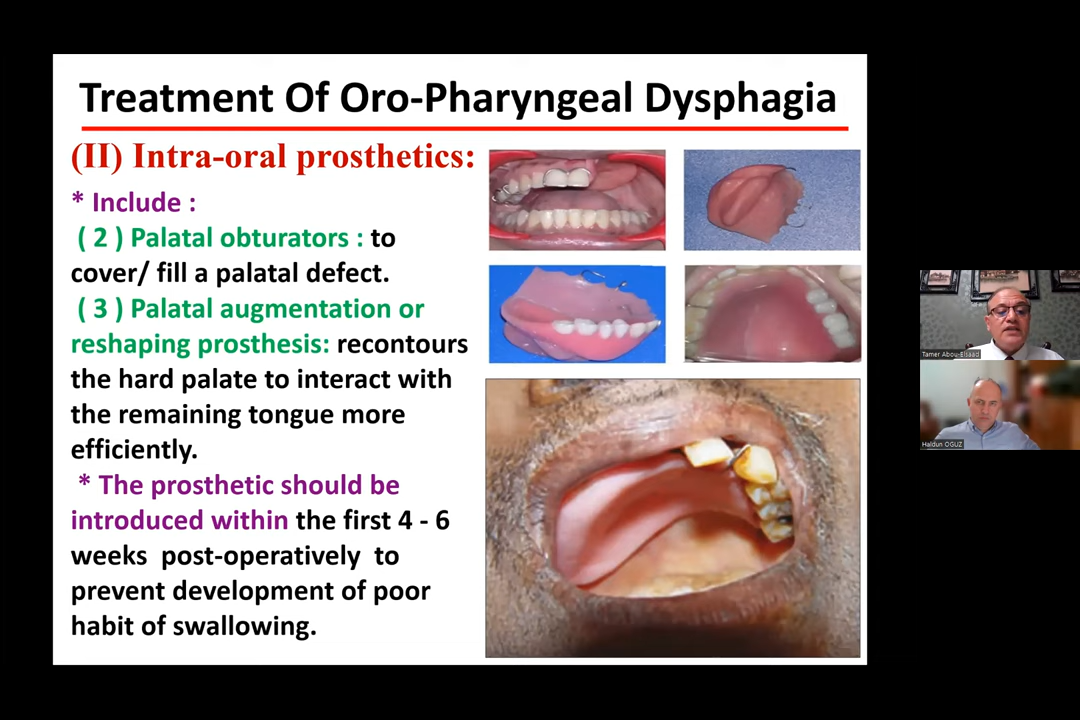 Treatment Of Oro-Pharyngeal Dysphagia
(II) Intra-oral prosthetics:
* Include :
( 2 ) Palatal obturators : to
cover/ fill a palatal defect.
( 3 ) Palatal augmentation or
reshaping prosthesis: recontours
the hard palate to interact with
the remaining tongue more
efficiently.
* The prosthetic should be
introduced within the first 4 - 6
weeks post-operatively to
prevent development of poor
habit of swallowing.
Tamer Abou-Elsaad
Haldun OGUZ